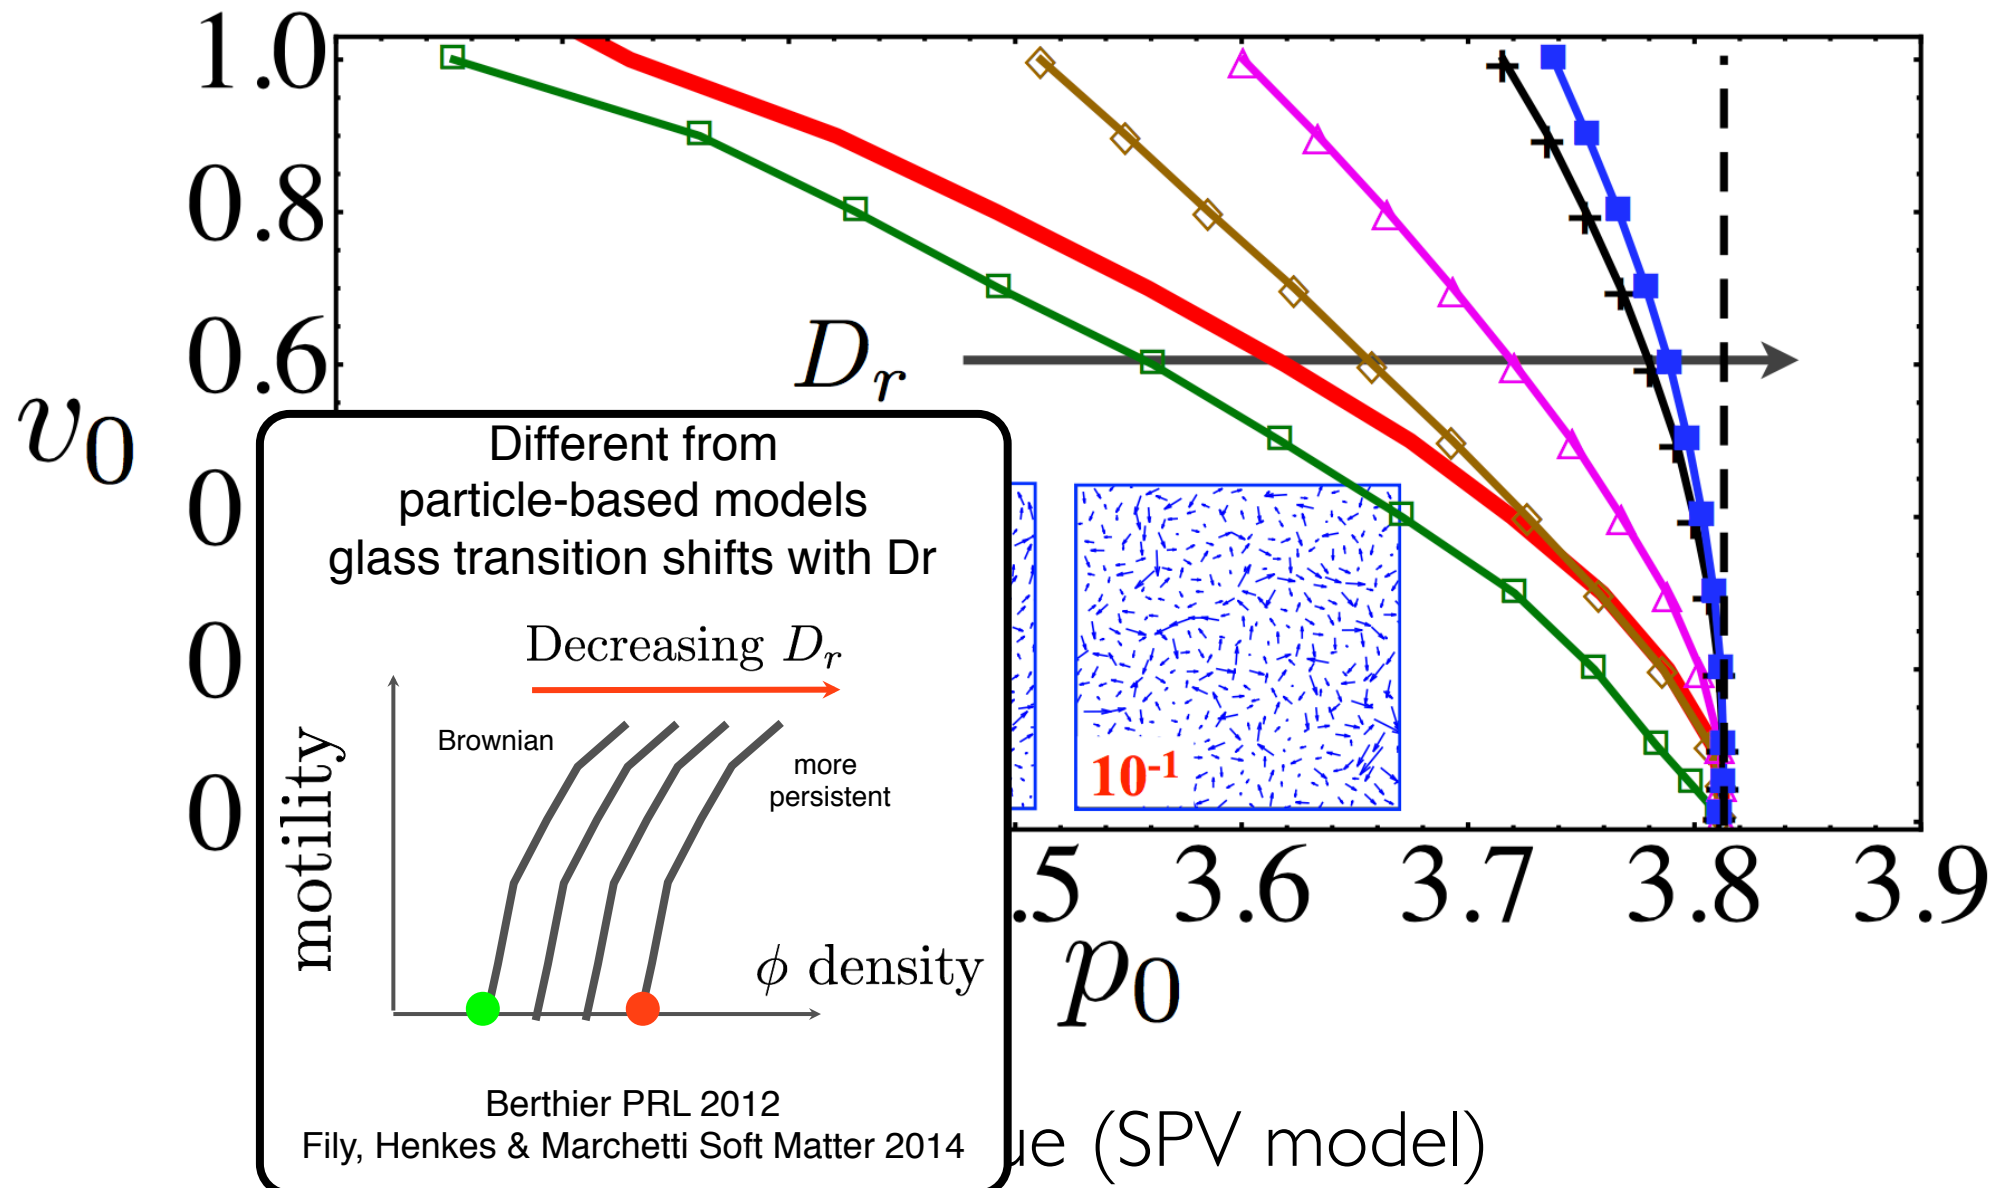 1.0
0.8
0.6
v0
0
0
0
Dr
Different from
particle-based models
glass transition shifts with Dr
Decreasing Dr
Brownian
more
persistent
motility
ϕ density
Berthier PRL 2012
Fily, Henkes & Marchetti Soft Matter 2014
10-1
.5 3.6 3.7 3.8 3.9
p0
ue (SPV model)